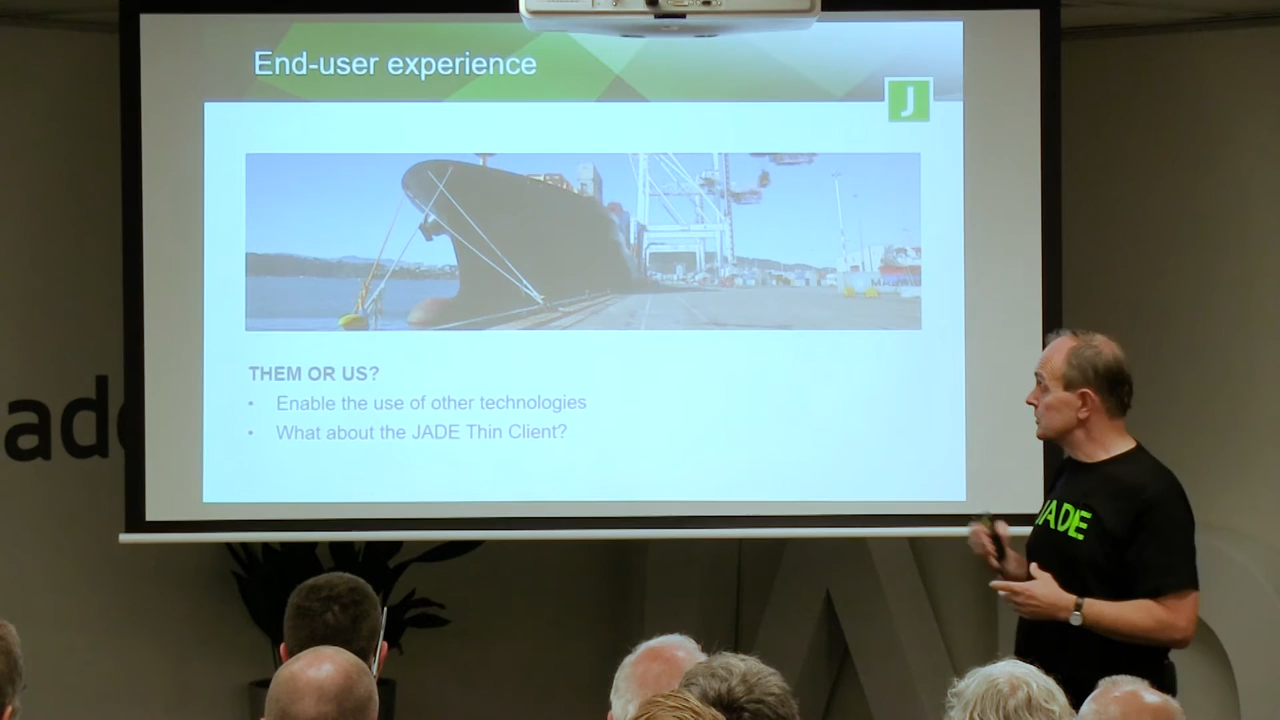 End-user experience
J
THEM OR US?
• Enable the use of other technologies
• What about the JADE Thin Client?
ade
JADE